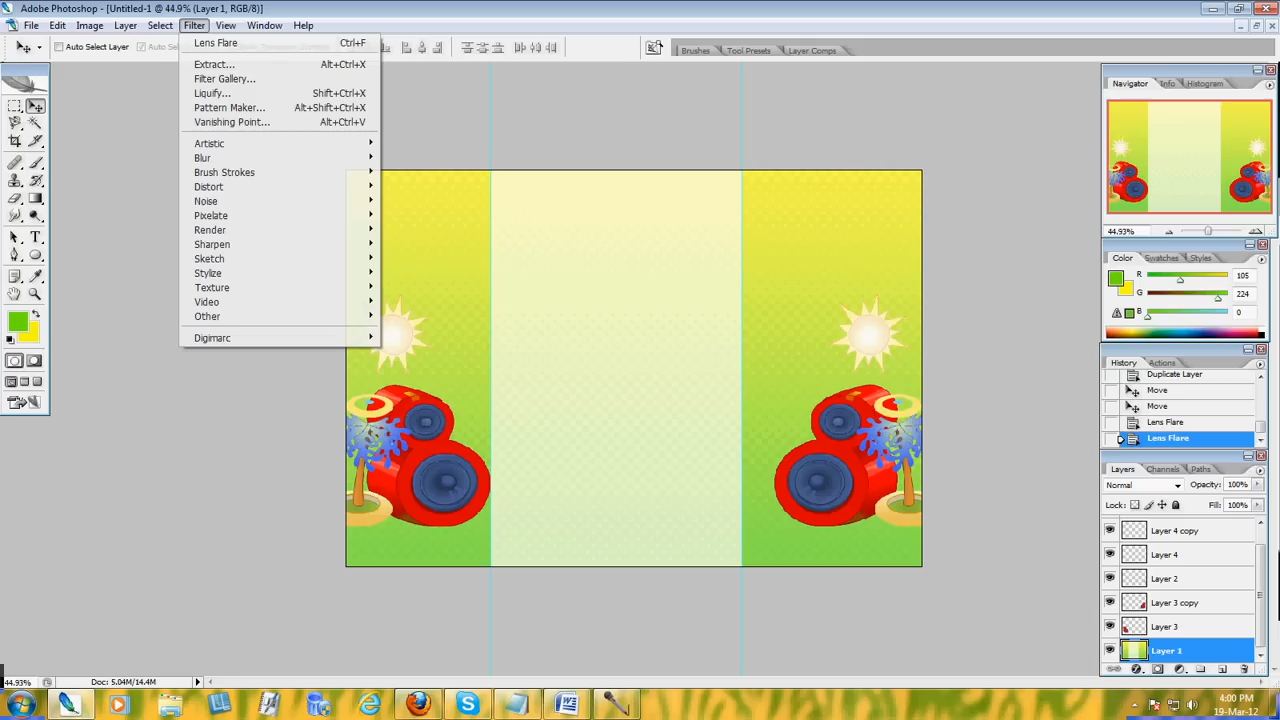 Adobe Photoshop - [Untitled-1 @ 44.9% (Layer 1, RGB/8)]
File Edit Image Layer Select Filter View Window Help
Auto Select Layer
Brushes Tool Presets Layer Comps
Lens Flare Ctrl+F
Extract... Alt+Ctrl+X
Filter Gallery...
Liquify... Shift+Ctrl+X
Pattern Maker... Alt+Shift+Ctrl+X
Vanishing Point... Alt+Ctrl+V
Artistic
Blur
Brush Strokes
Distort
Noise
Pixelate
Render
Sharpen
Sketch
Stylize
Texture
Video
Other
Digimarc
Navigator Info Histogram
44.93%
Color Swatches Styles
R 105
G 224
B 0
History Actions
Duplicate Layer
Move
Move
Lens Flare
Lens Flare
Layers Channels Paths
Normal Opacity: 100%
Lock: Fill: 100%
Layer 4 copy
Layer 4
Layer 2
Layer 3 copy
Layer 3
Layer 1
44.93% Doc: 5.04M/14.4M
4:00 PM
19-Mar-12